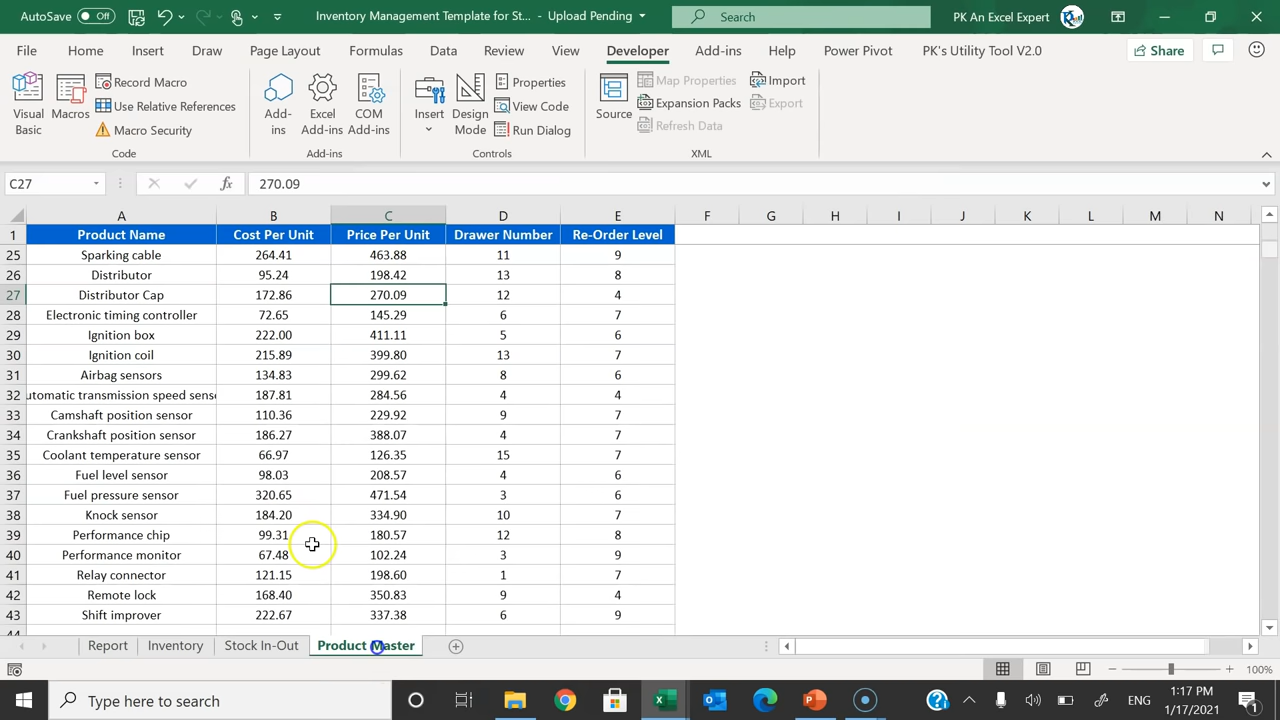 AutoSave Off Inventory Management Template for St... - Upload Pending Search PK An Excel Expert
File Home Insert Draw Page Layout Formulas Data Review View Developer Add-ins Help Power Pivot PK's Utility Tool V2.0 Share
Visual Basic
Macros
Record Macro
Use Relative References
Macro Security
Code
Add-ins
Excel Add-ins
COM Add-ins
Add-ins
Insert
Design Mode
Properties
View Code
Run Dialog
Controls
Source
Map Properties
Expansion Packs
Refresh Data
Import
Export
XML
C27 fx 270.09
A B C D E F G H I J K L M N
1 Product Name Cost Per Unit Price Per Unit Drawer Number Re-Order Level
25 Sparking cable 264.41 463.88 11 9
26 Distributor 95.24 198.42 13 8
27 Distributor Cap 172.86 270.09 12 4
28 Electronic timing controller 72.65 145.29 6 7
29 Ignition box 222.00 411.11 5 6
30 Ignition coil 215.89 399.80 13 7
31 Airbag sensors 134.83 299.62 8 6
32 utomatic transmission speed sens 187.81 284.56 4 4
33 Camshaft position sensor 110.36 229.92 9 7
34 Crankshaft position sensor 186.27 388.07 4 7
35 Coolant temperature sensor 66.97 126.35 15 7
36 Fuel level sensor 98.03 208.57 4 6
37 Fuel pressure sensor 320.65 471.54 3 6
38 Knock sensor 184.20 334.90 10 7
39 Performance chip 99.31 180.57 12 8
40 Performance monitor 67.48 102.24 3 9
41 Relay connector 121.15 198.60 1 7
42 Remote lock 168.40 350.83 9 4
43 Shift improver 222.67 337.38 6 9
44
Report Inventory Stock In-Out Product Master
100%
Type here to search ENG 1:17 PM
1/17/2021